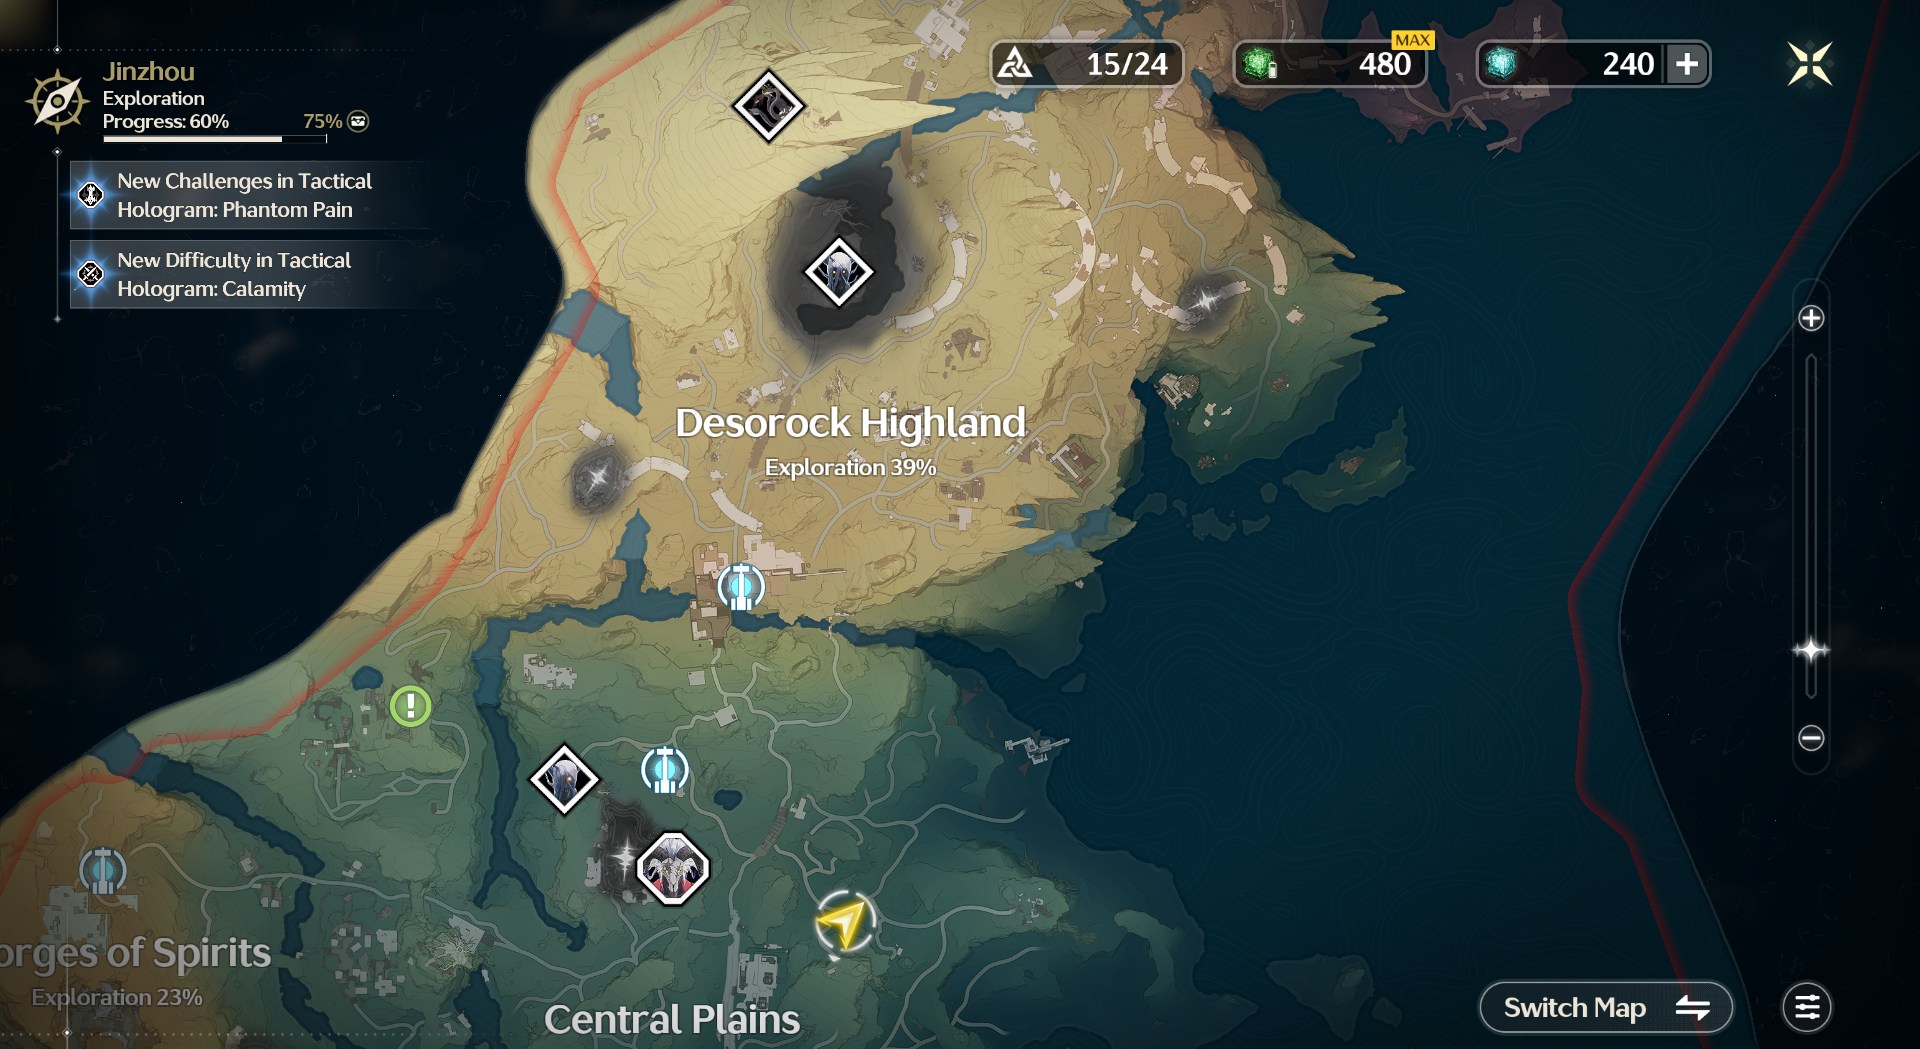 Jinzhou
Exploration
Progress: 60%
75%
New Challenges in Tactical
Hologram: Phantom Pain
New Difficulty in Tactical
Hologram: Calamity
15/24
MAX
480
240
Desorock Highland
Exploration 39%
orges of Spirits
Exploration 23%
Central Plains
Switch Map